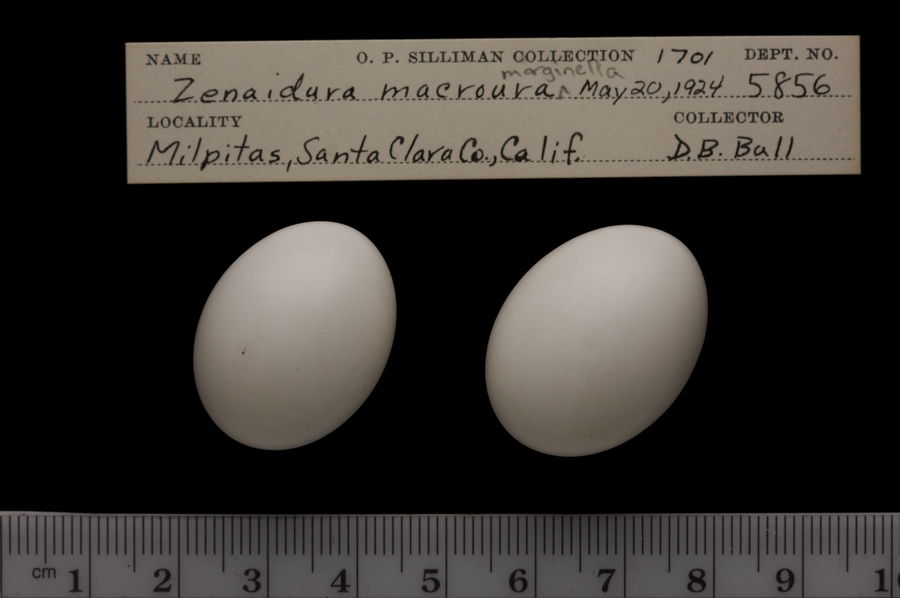 NAME O. P. SILLIMAN COLLECTION 1701 DEPT. NO.
marginella
Zenaidura macroura ^ May 20, 1924 5856
LOCALITY COLLECTOR
Milpitas, Santa Clara Co., Calif. D.B. Bull
cm 1 2 3 4 5 6 7 8 9 1